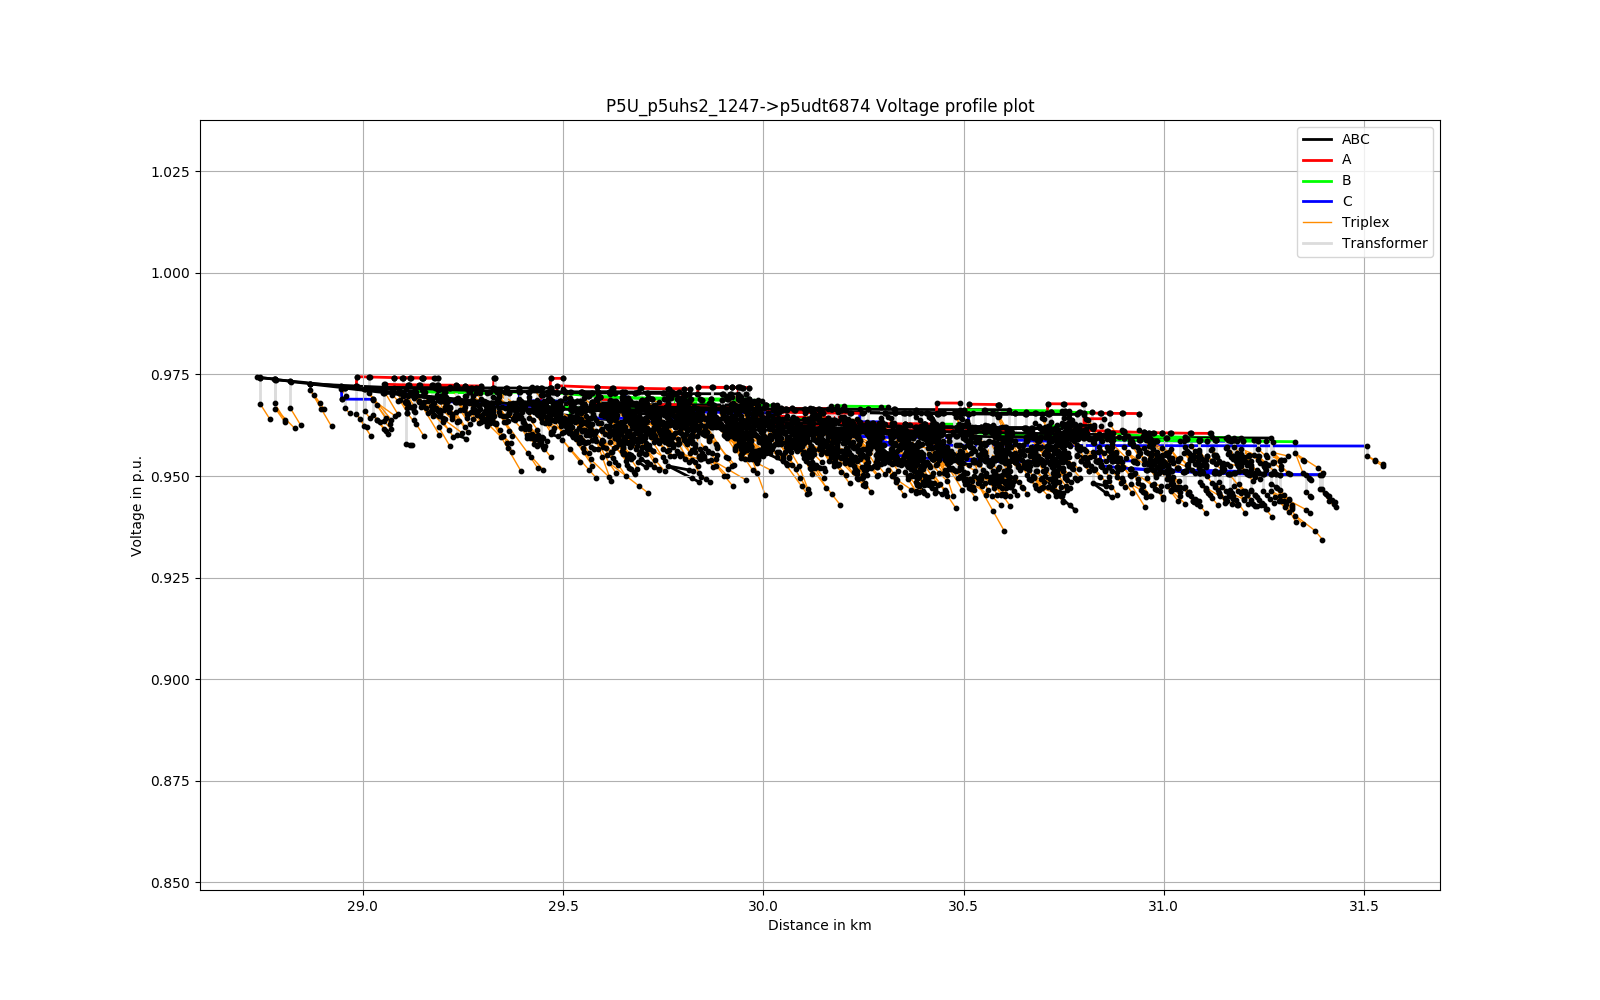 P5U_p5uhs2_1247->p5udt6874 Voltage profile plot
ABC
A
B
C
Triplex
Transformer
1.025
1.000
0.975
0.950
0.925
0.900
0.875
0.850
Voltage in p.u.
29.0 29.5 30.0 30.5 31.0 31.5
Distance in km